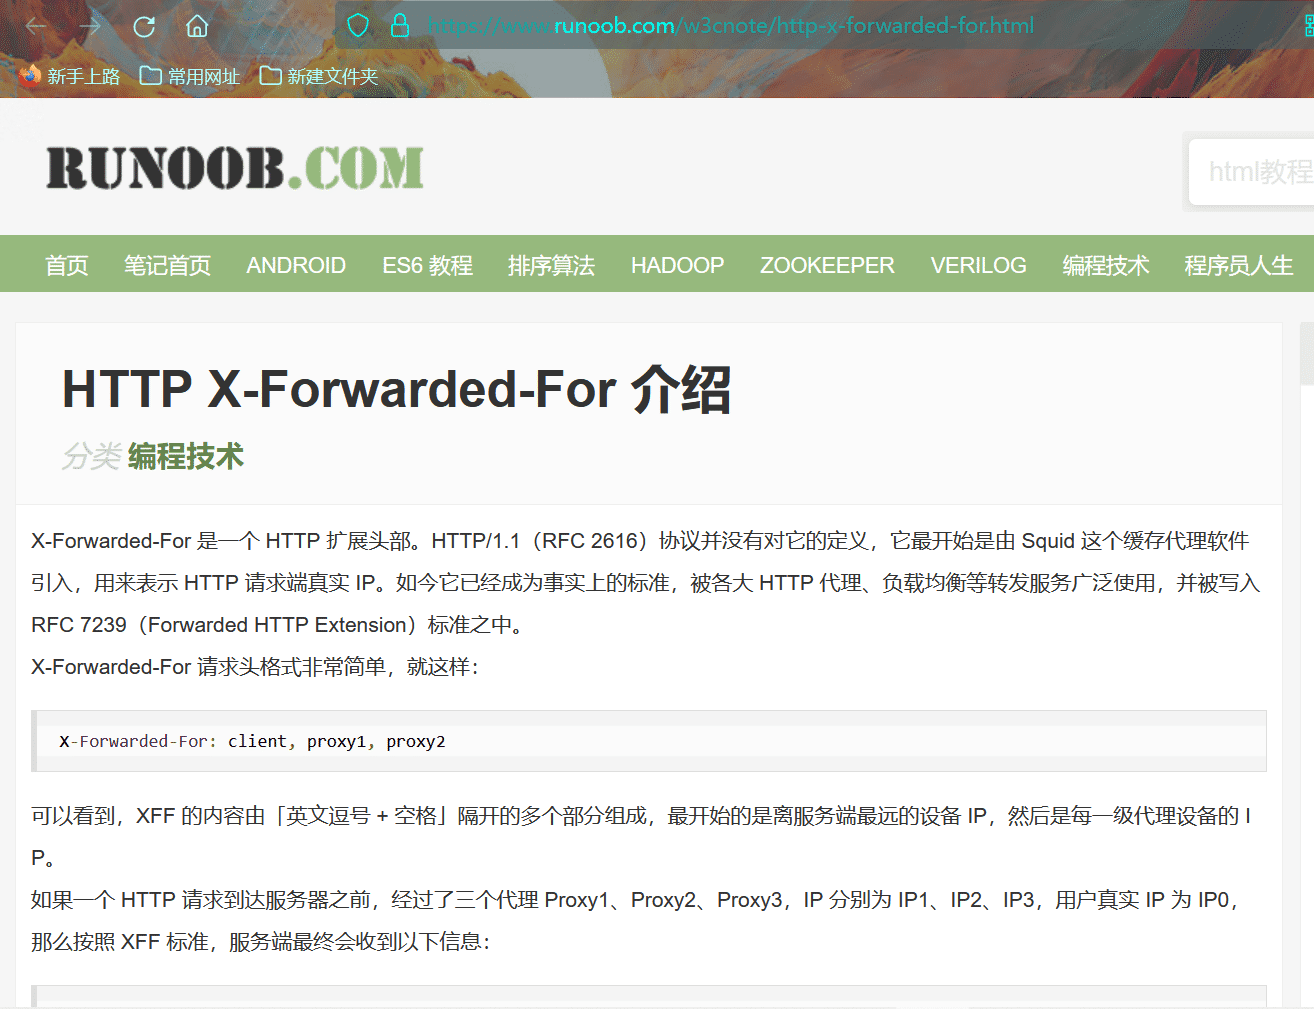 https://www.runoob.com/w3cnote/http-x-forwarded-for.html
新手上路 常用网址 新建文件夹
RUNOOB.COM
html教程
首页 笔记首页 ANDROID ES6 教程 排序算法 HADOOP ZOOKEEPER VERILOG 编程技术 程序员人生
HTTP X-Forwarded-For 介绍
分类 编程技术
X-Forwarded-For 是一个 HTTP 扩展头部。HTTP/1.1（RFC 2616）协议并没有对它的定义，它最开始是由 Squid 这个缓存代理软件
引入，用来表示 HTTP 请求端真实 IP。如今它已经成为事实上的标准，被各大 HTTP 代理、负载均衡等转发服务广泛使用，并被写入
RFC 7239（Forwarded HTTP Extension）标准之中。
X-Forwarded-For 请求头格式非常简单，就这样：
X-Forwarded-For: client, proxy1, proxy2
可以看到，XFF 的内容由「英文逗号 + 空格」隔开的多个部分组成，最开始的是离服务端最远的设备 IP，然后是每一级代理设备的 I
P。
如果一个 HTTP 请求到达服务器之前，经过了三个代理 Proxy1、Proxy2、Proxy3，IP 分别为 IP1、IP2、IP3，用户真实 IP 为 IP0，
那么按照 XFF 标准，服务端最终会收到以下信息：